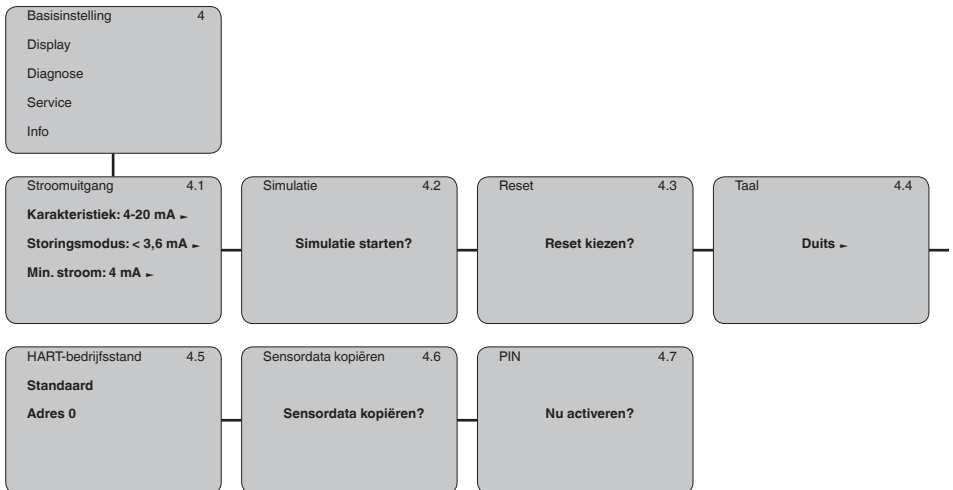 Basisinstelling 4
Display
Diagnose
Service
Info
Stroomuitgang 4.1
Karakteristiek: 4-20 mA ►
Storingsmodus: < 3,6 mA ►
Min. stroom: 4 mA ►
Simulatie 4.2
Simulatie starten?
Reset 4.3
Reset kiezen?
Taal 4.4
Duits ►
HART-bedrijfsstand 4.5
Standaard
Adres 0
Sensordata kopiëren 4.6
Sensordata kopiëren?
PIN 4.7
Nu activeren?